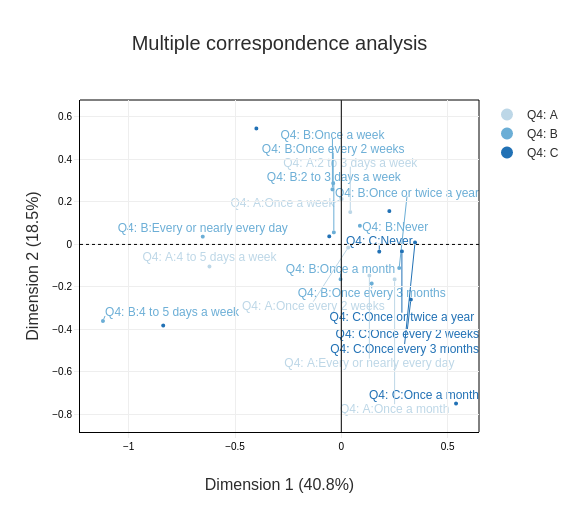 Multiple correspondence analysis
Q4: A
Q4: B
Q4: C
Dimension 2 (18.5%)
0.6
0.4
0.2
0
−0.2
−0.4
−0.6
−0.8
Q4: B:Once a week
Q4: B:Once every 2 weeks
Q4: A:2 to 3 days a week
Q4: B:2 to 3 days a week
Q4: B:Once or twice a year
Q4: A:Once a week
Q4: B:Every or nearly every day
Q4: B:Never
Q4: C:Never
Q4: A:4 to 5 days a week
Q4: B:Once a month
Q4: B:Once every 3 months
Q4: A:Once every 2 weeks
Q4: B:4 to 5 days a week
Q4: C:Once or twice a year
Q4: C:Once every 2 weeks
Q4: C:Once every 3 months
Q4: A:Every or nearly every day
Q4: C:Once a month
Q4: A:Once a month
−1
−0.5
0
0.5
Dimension 1 (40.8%)